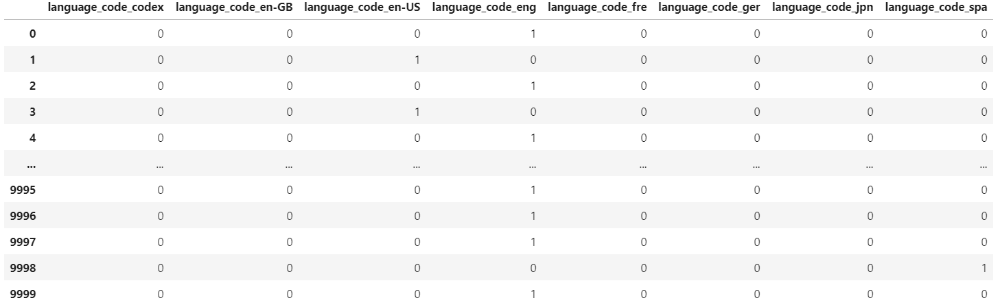 language_code_codex language_code_en-GB language_code_en-US language_code_eng language_code_fre language_code_ger language_code_jpn language_code_spa
0 0 0 0 1 0 0 0 0
1 0 0 1 0 0 0 0 0
2 0 0 0 1 0 0 0 0
3 0 0 1 0 0 0 0 0
4 0 0 0 1 0 0 0 0
... ... ... ... ... ... ... ... ...
9995 0 0 0 1 0 0 0 0
9996 0 0 0 1 0 0 0 0
9997 0 0 0 1 0 0 0 0
9998 0 0 0 0 0 0 0 1
9999 0 0 0 1 0 0 0 0